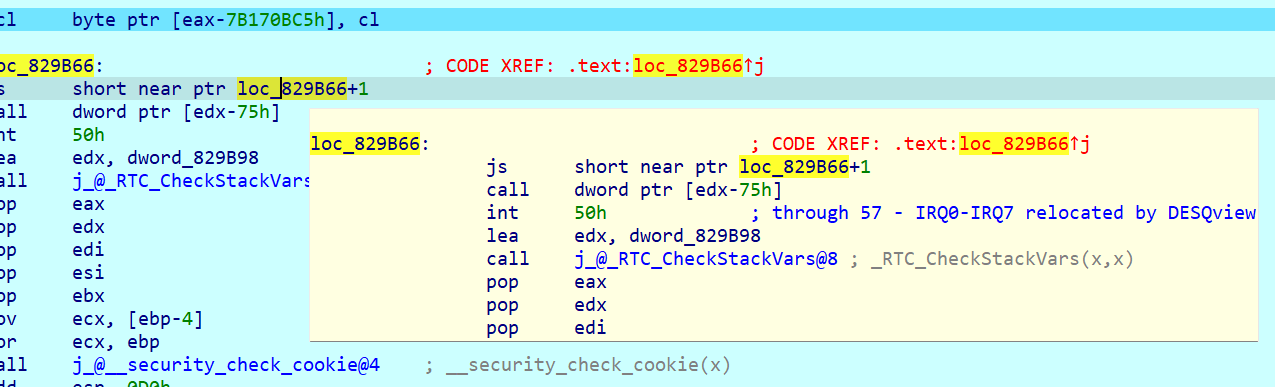 cl byte ptr [eax-7B170BC5h], cl
oc_829B66: ; CODE XREF: .text:loc_829B66↑j
s short near ptr loc_829B66+1
all dword ptr [edx-75h]
nt 50h
ea edx, dword_829B98
all j_@_RTC_CheckStackVars
op eax
op edx
op edi
op esi
op ebx
ov ecx, [ebp-4]
or ecx, ebp
all j_@__security_check_cookie@4 ; __security_check_cookie(x)
dd esp, 0D0h
loc_829B66: ; CODE XREF: .text:loc_829B66↑j
js short near ptr loc_829B66+1
call dword ptr [edx-75h]
int 50h ; through 57 - IRQ0-IRQ7 relocated by DESQview
lea edx, dword_829B98
call j_@_RTC_CheckStackVars@8 ; _RTC_CheckStackVars(x,x)
pop eax
pop edx
pop edi